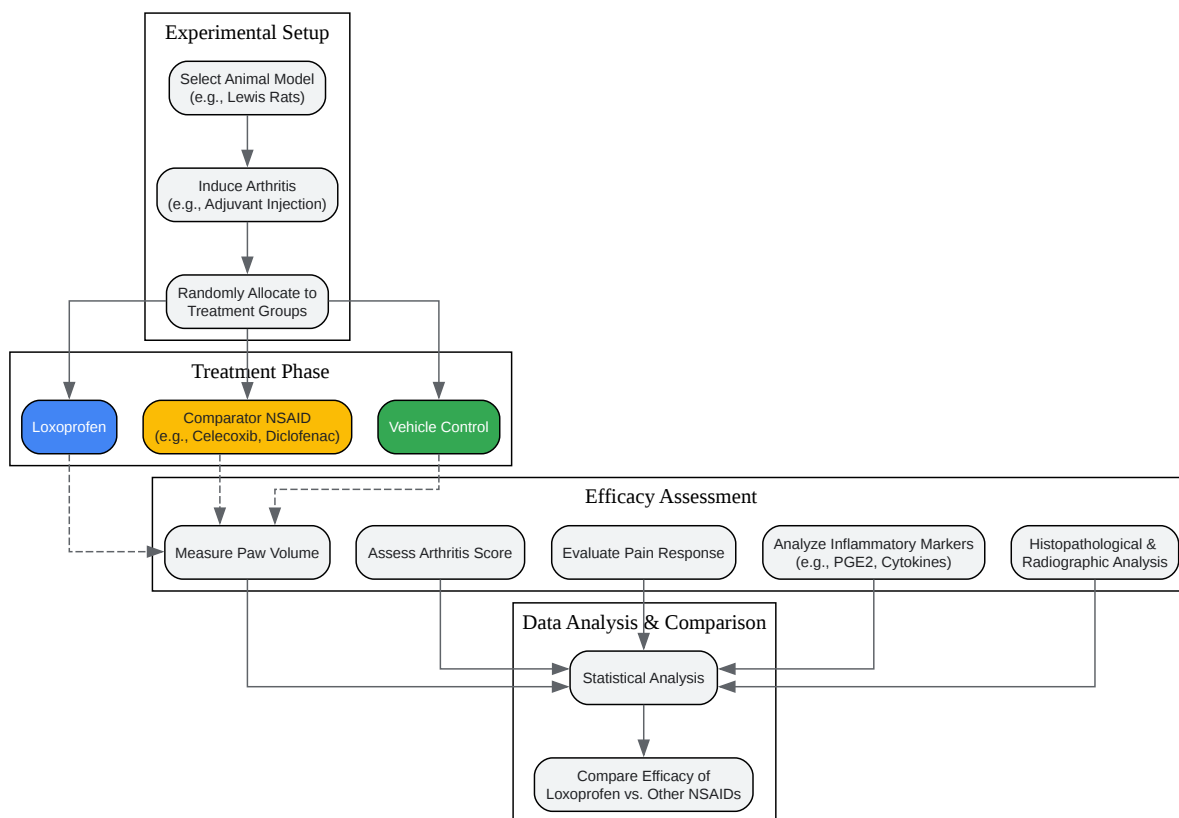 Experimental Setup
Select Animal Model
(e.g., Lewis Rats)
Induce Arthritis
(e.g., Adjuvant Injection)
Randomly Allocate to
Treatment Groups
Treatment Phase
Loxoprofen
Comparator NSAID
(e.g., Celecoxib, Diclofenac)
Vehicle Control
Efficacy Assessment
Measure Paw Volume
Assess Arthritis Score
Evaluate Pain Response
Analyze Inflammatory Markers
(e.g., PGE2, Cytokines)
Histopathological &
Radiographic Analysis
Data Analysis & Comparison
Statistical Analysis
Compare Efficacy of
Loxoprofen vs. Other NSAIDs